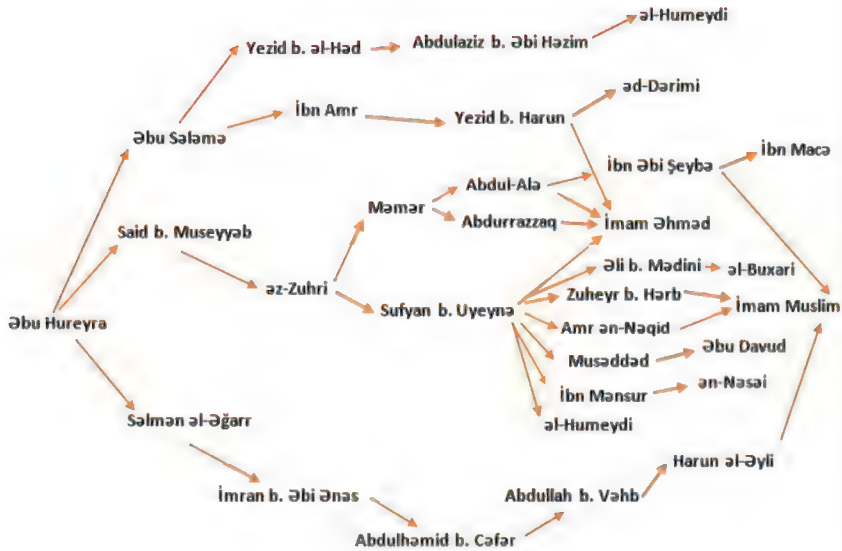 əl-Humeydi
Yezid b. əl-Həd
Abdulaziz b. Əbi Həzim
əd-Dərimi
İbn Amr
Yezid b. Harun
Əbu Sələmə
İbn Əbi Şeybə
İbn Macə
Abdul-Alə
Məmər
Abdurrazzaq
İmam Əhməd
Said b. Museyyəb
Əli b. Mədini
əl-Buxari
əz-Zuhri
Zuheyr b. Hərb
İmam Muslim
Sufyan b. Uyeynə
Əbu Hureyra
Amr ən-Nəqid
Əbu Davud
Musəddəd
ən-Nəsəi
İbn Mənsur
Səlmən əl-Əğarr
əl-Humeydi
Harun əl-Əyli
İmran b. Əbi Ənəs
Abdullah b. Vəhb
Abdulhəmid b. Cəfər